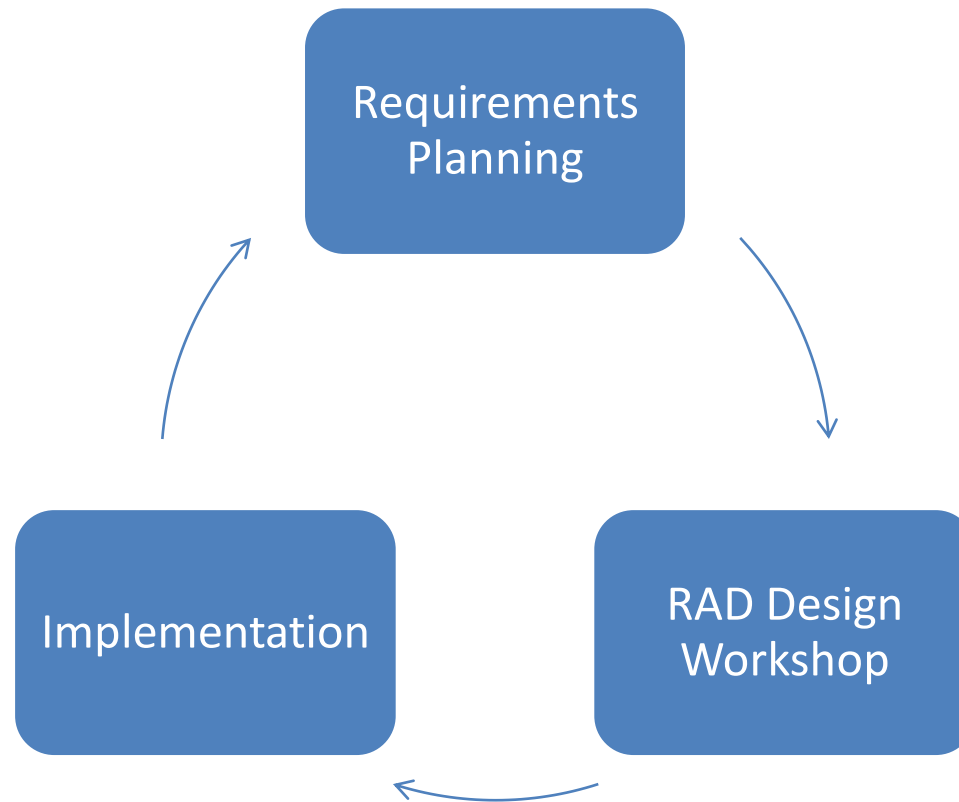 Requirements
Planning
Implementation
RAD Design
Workshop